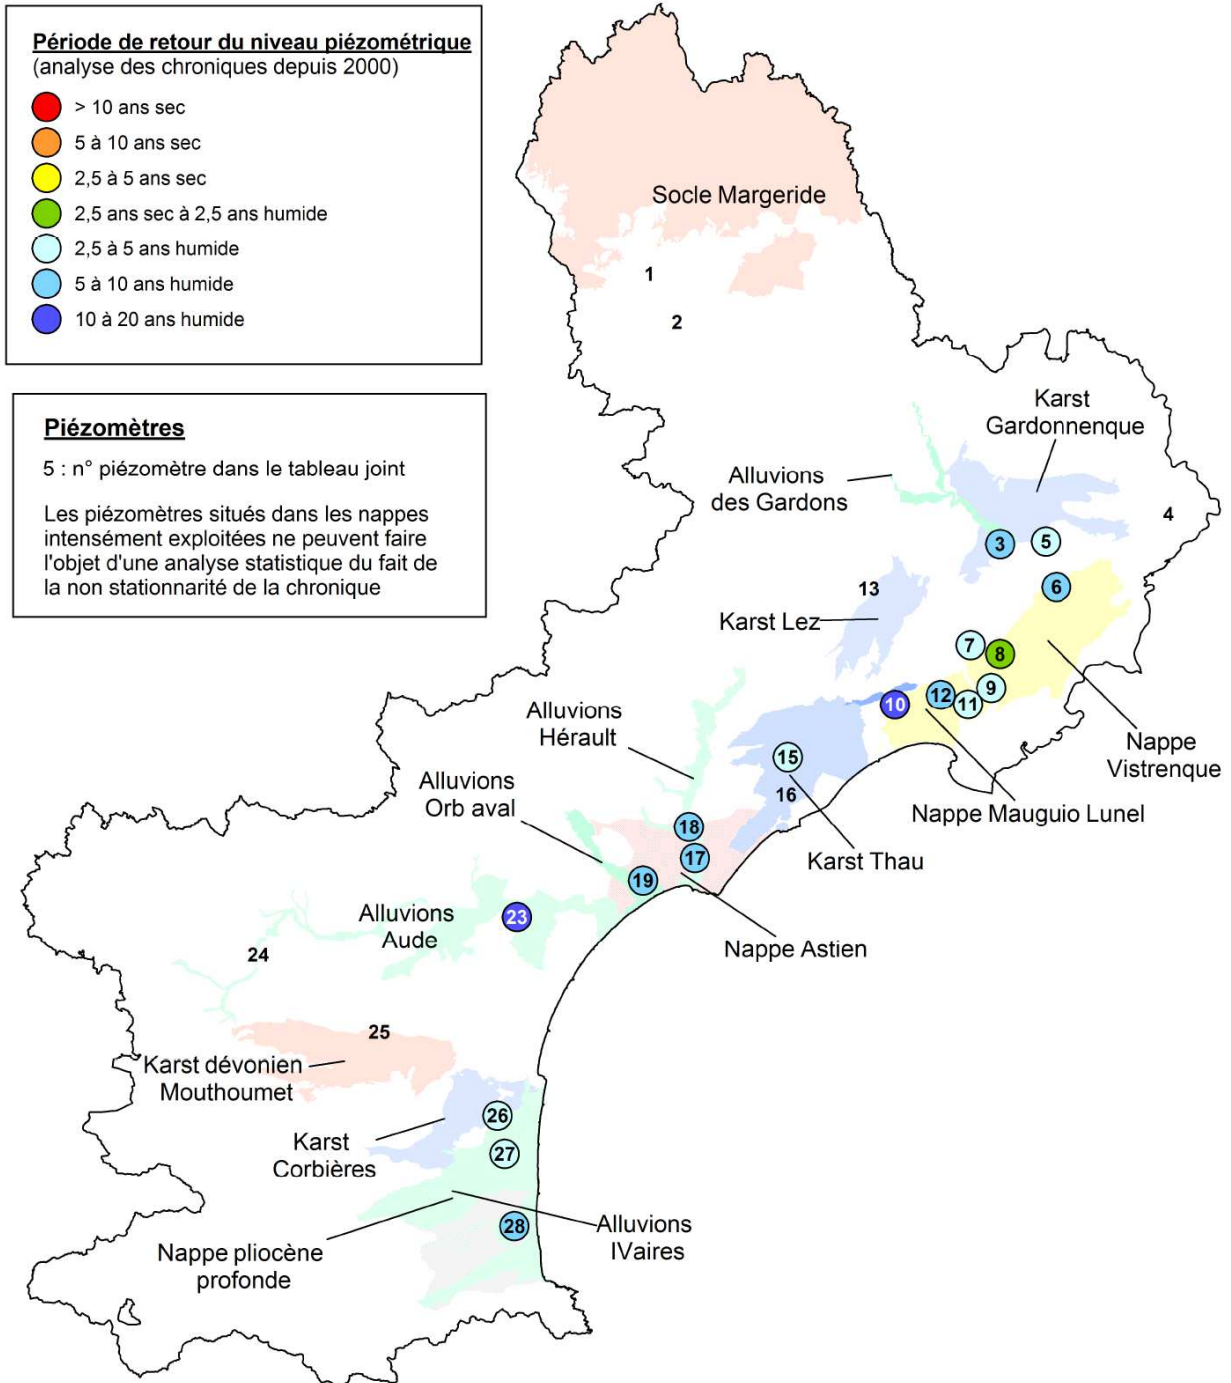 Période de retour du niveau piézométrique
(analyse des chroniques depuis 2000)
> 10 ans sec
5 à 10 ans sec
2,5 à 5 ans sec
2,5 ans sec à 2,5 ans humide
2,5 à 5 ans humide
5 à 10 ans humide
10 à 20 ans humide
Piézomètres
5 : n° piézomètre dans le tableau joint
Les piézomètres situés dans les nappes
intensément exploitées ne peuvent faire
l'objet d'une analyse statistique du fait de
la non stationnarité de la chronique
Socle Margeride
1
2
Karst
Gardonnenque
Alluvions
des Gardons
4
3
5
6
13
Karst Lez
7
8
9
10
12
11
Nappe
Vistrenque
Nappe Mauguio Lunel
Alluvions
Hérault
15
16
Karst Thau
Alluvions
Orb aval
18
17
19
Nappe Astien
Alluvions
Aude
23
24
25
Karst dévonien
Mouthoumet
26
Karst
Corbières
27
28
Alluvions
IVaires
Nappe pliocène
profonde